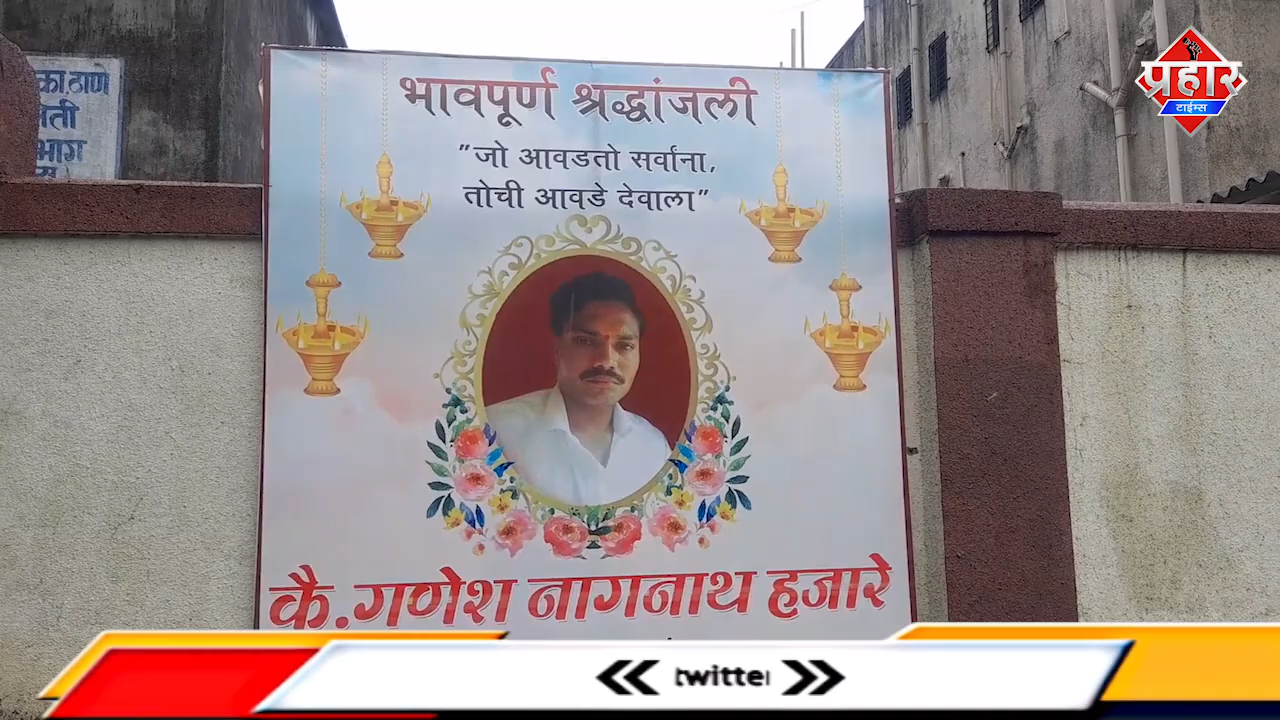 भावपूर्ण श्रद्धांजली
"जो आवडतो सर्वांना,
तोची आवडे देवाला"
कै.गणेश नागनाथ हजारे
प्रहार
टाईम्स
का,ठाणे
भाग
twitter